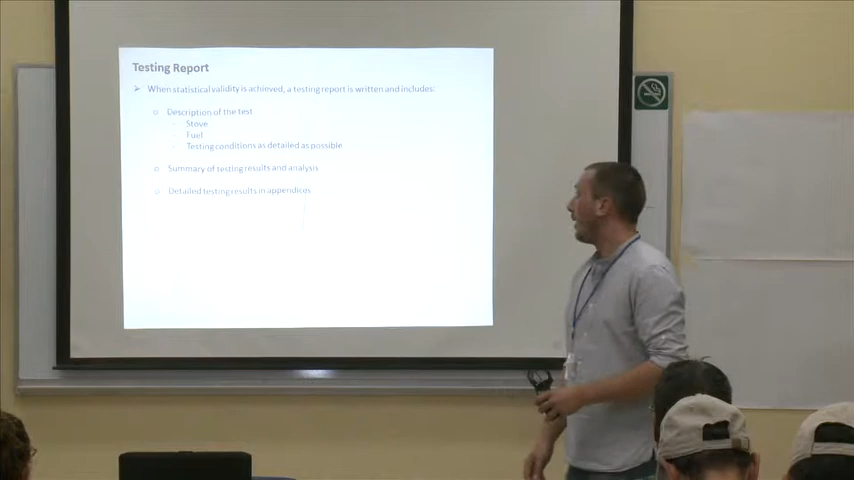 Testing Report
➢ When statistical validity is achieved, a testing report is written and includes:
○ Description of the test
- Stove
- Fuel
- Testing conditions as detailed as possible
○ Summary of testing results and analysis
○ Detailed testing results in appendices